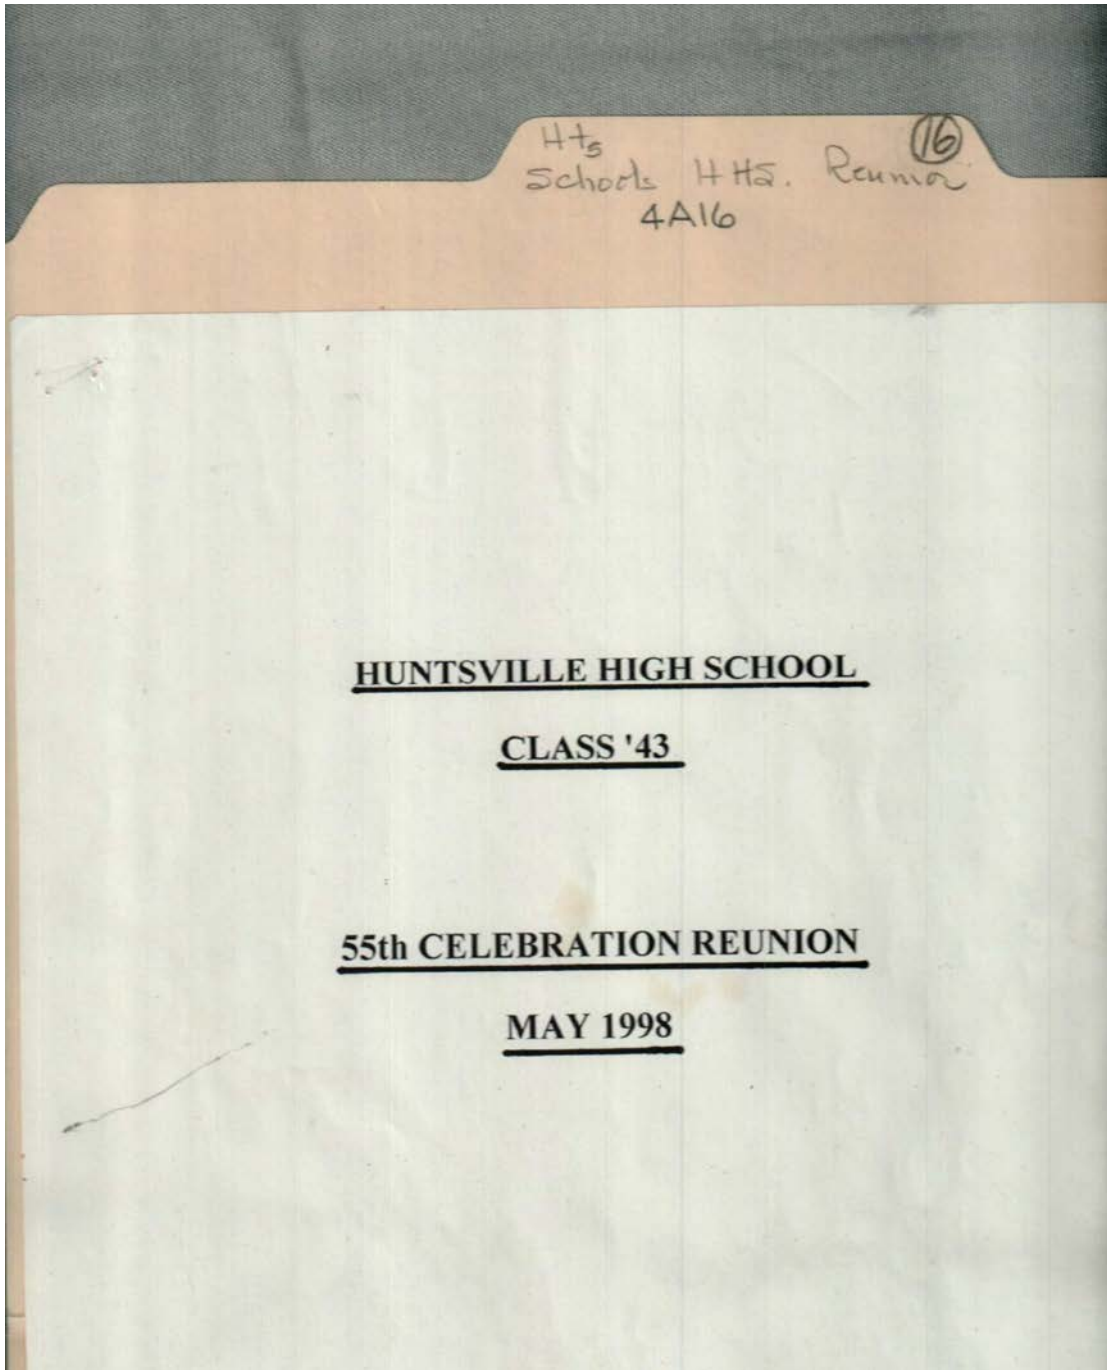 Hts
16
Schools HHS. Reunion
4A16
HUNTSVILLE HIGH SCHOOL
CLASS '43
55th CELEBRATION REUNION
MAY 1998